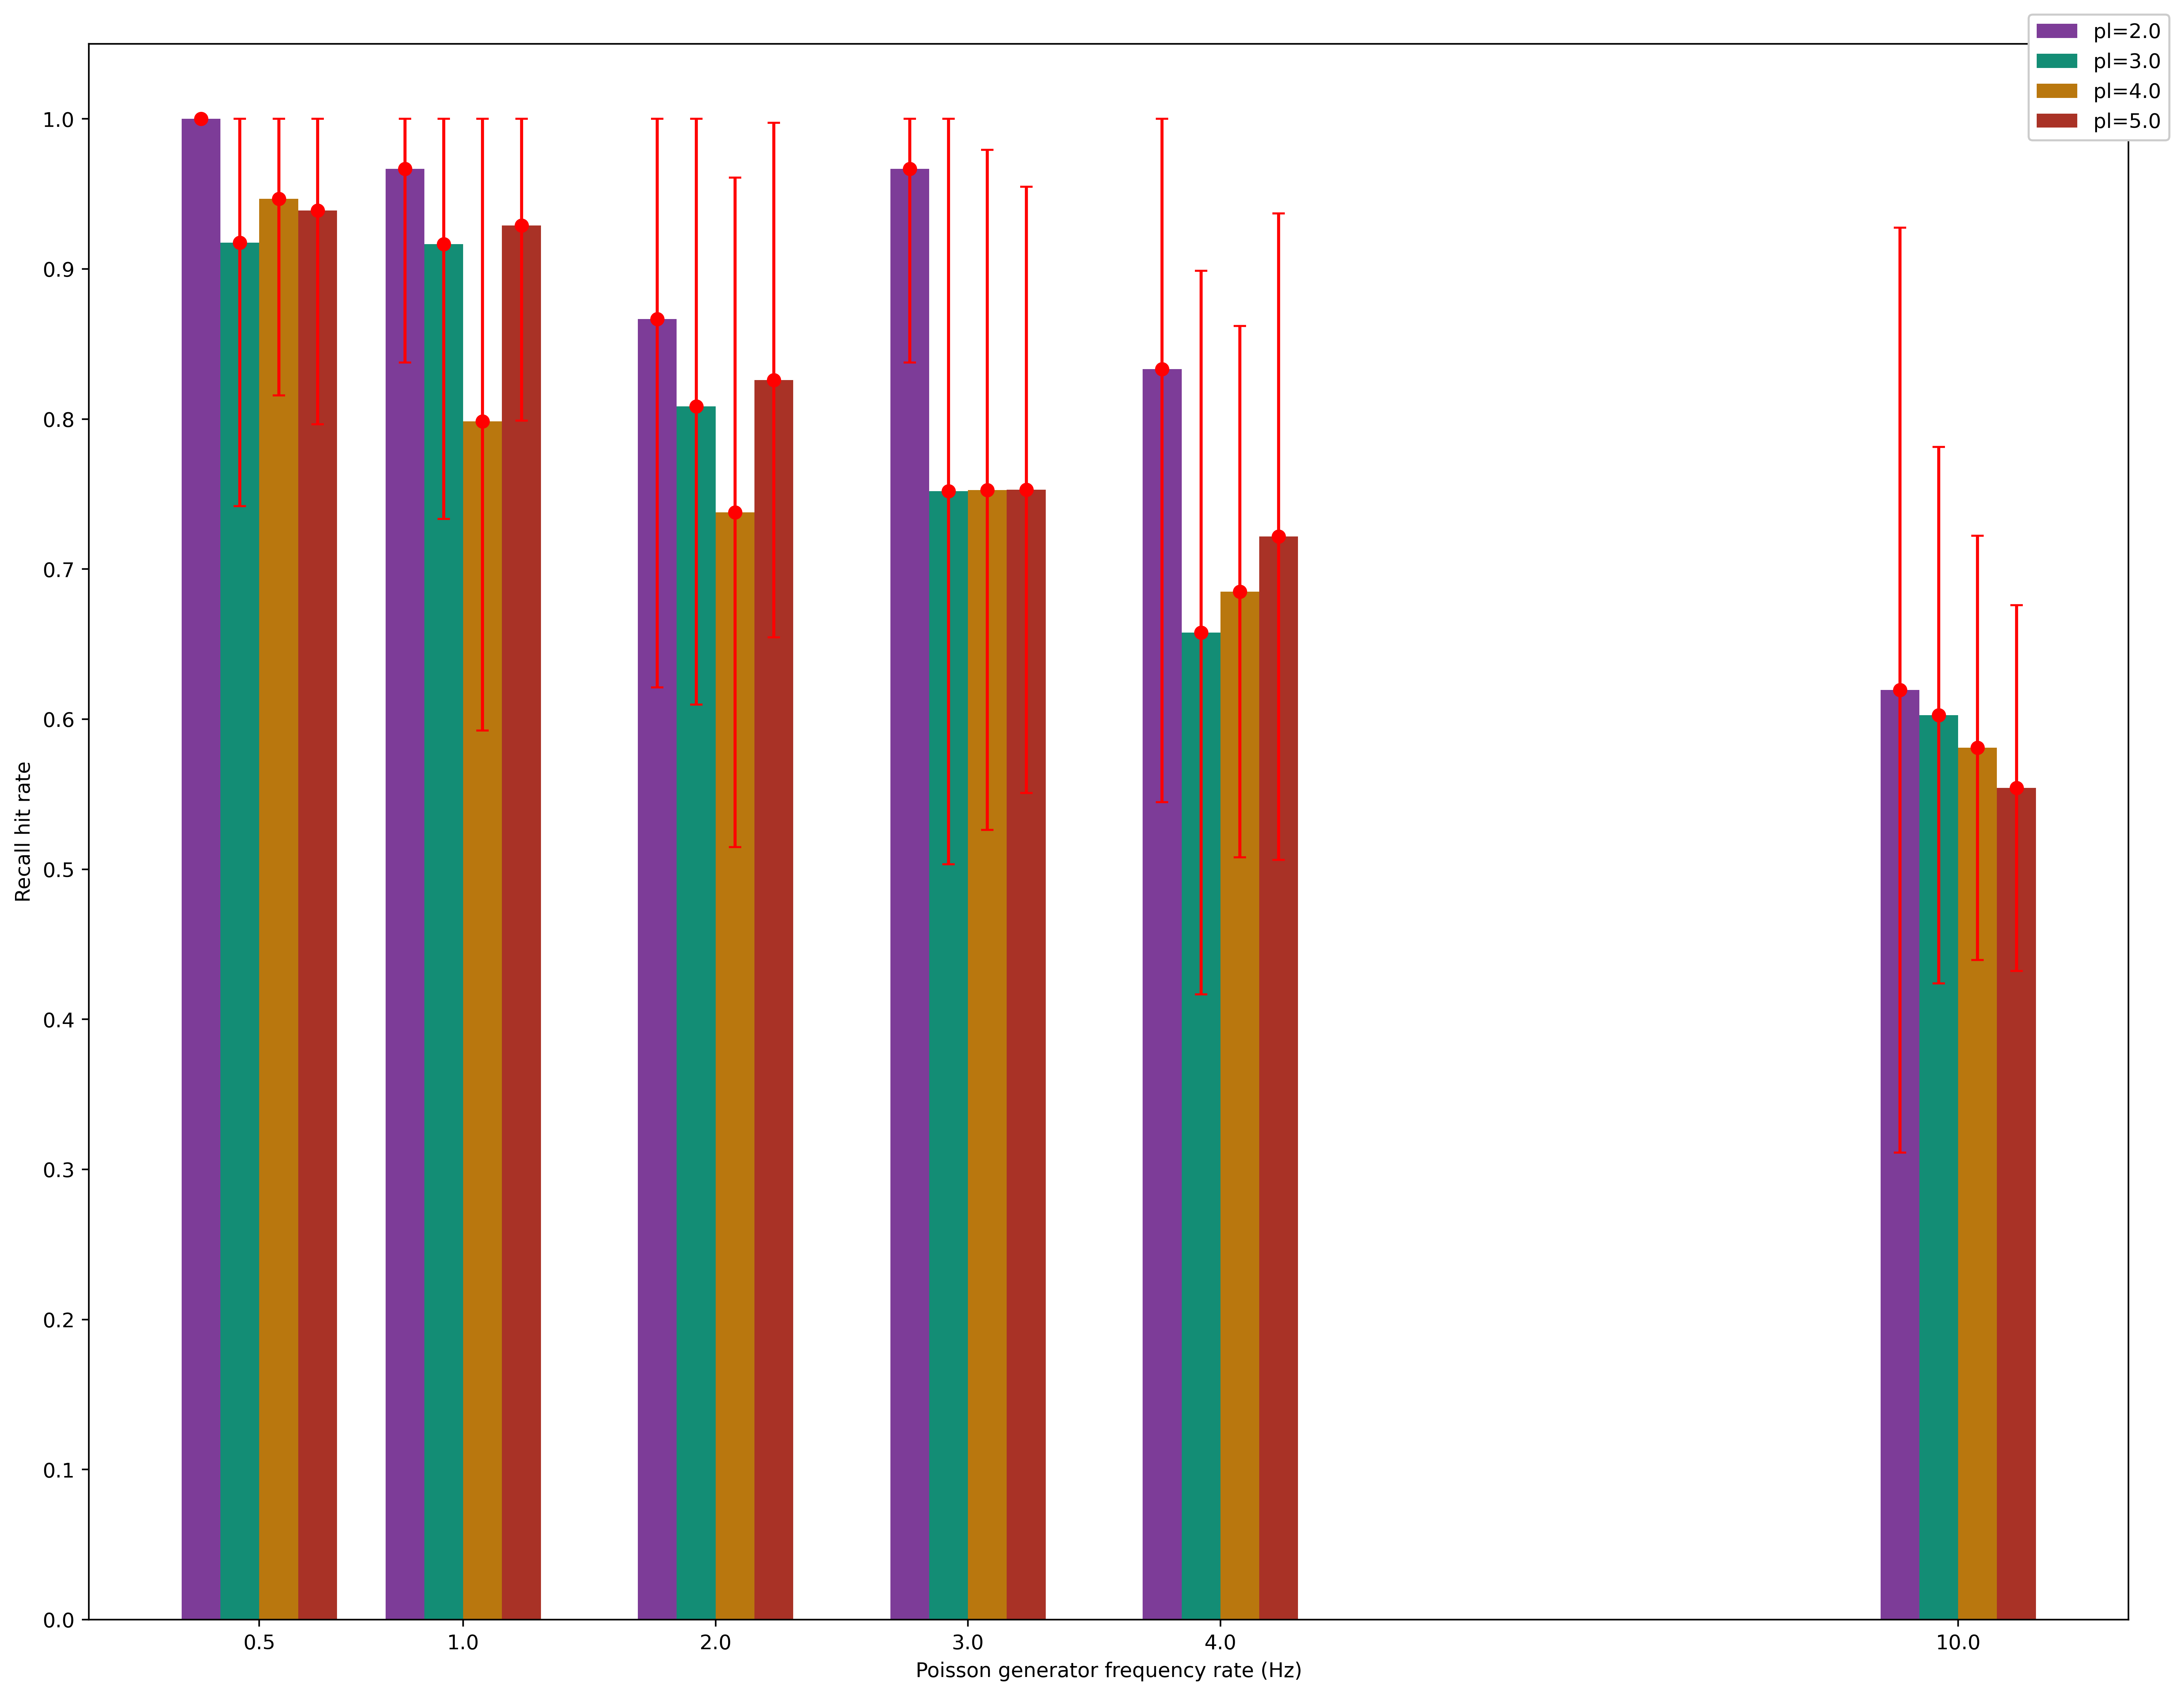 pl=2.0
pl=3.0
pl=4.0
pl=5.0
1.0
0.9
0.8
0.7
0.6
0.5
0.4
0.3
0.2
0.1
0.0
Recall hit rate
0.5 1.0 2.0 3.0 4.0 10.0
Poisson generator frequency rate (Hz)